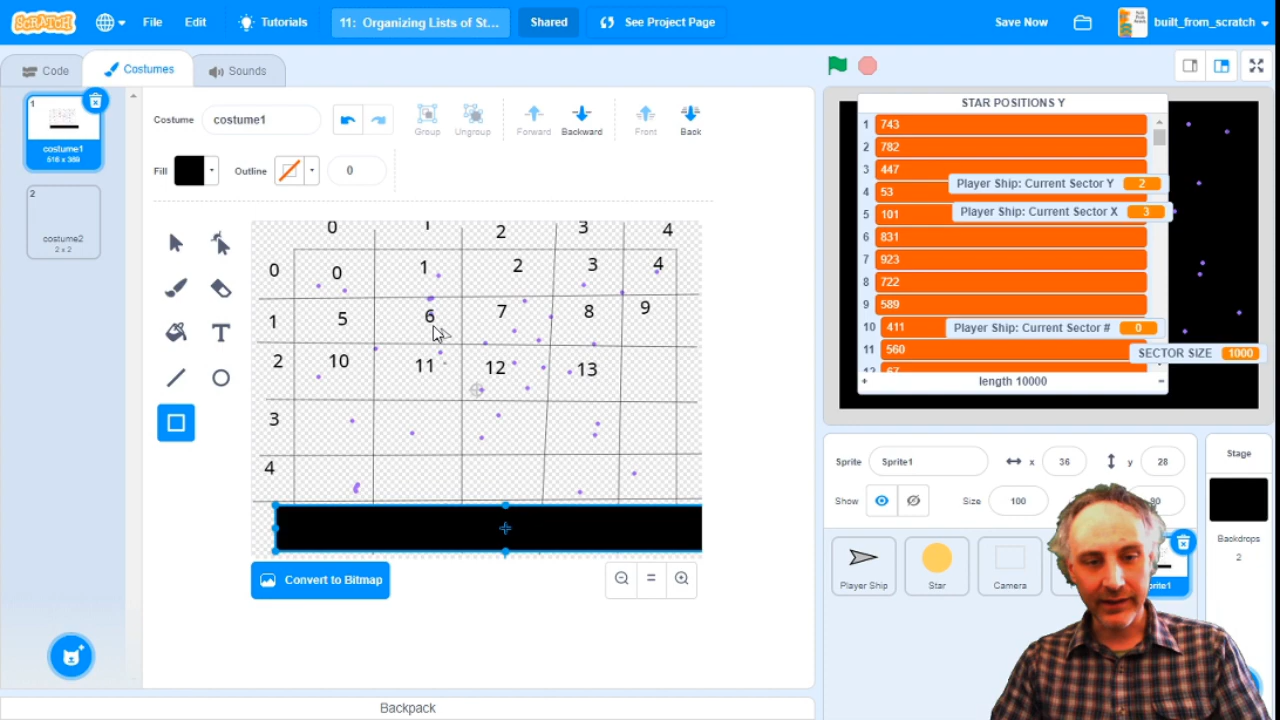 SCRATCH File Edit Tutorials 11: Organizing Lists of St... Shared See Project Page Save Now built_from_scratch
Code Costumes Sounds
1
costume1
516 x 389
2
costume2
2 x 2
Costume costume1 Group Ungroup Forward Backward Front Back
Fill Outline 0
0 1 2 3 4
0 0 1 2 3 4
1 5 6 7 8 9
2 10 11 12 13
3
4
Convert to Bitmap
Backpack
STAR POSITIONS Y
1 743
2 782
3 447
4 53
5 101
6 831
7 923
8 722
9 589
10 411
11 560
12 67
+ length 10000 =
Player Ship: Current Sector Y 2
Player Ship: Current Sector X 3
Player Ship: Current Sector # 0
SECTOR SIZE 1000
Sprite Sprite1 x 36 y 28
Show Size 100 90
Player Ship Star Camera
Stage
Backdrops
2